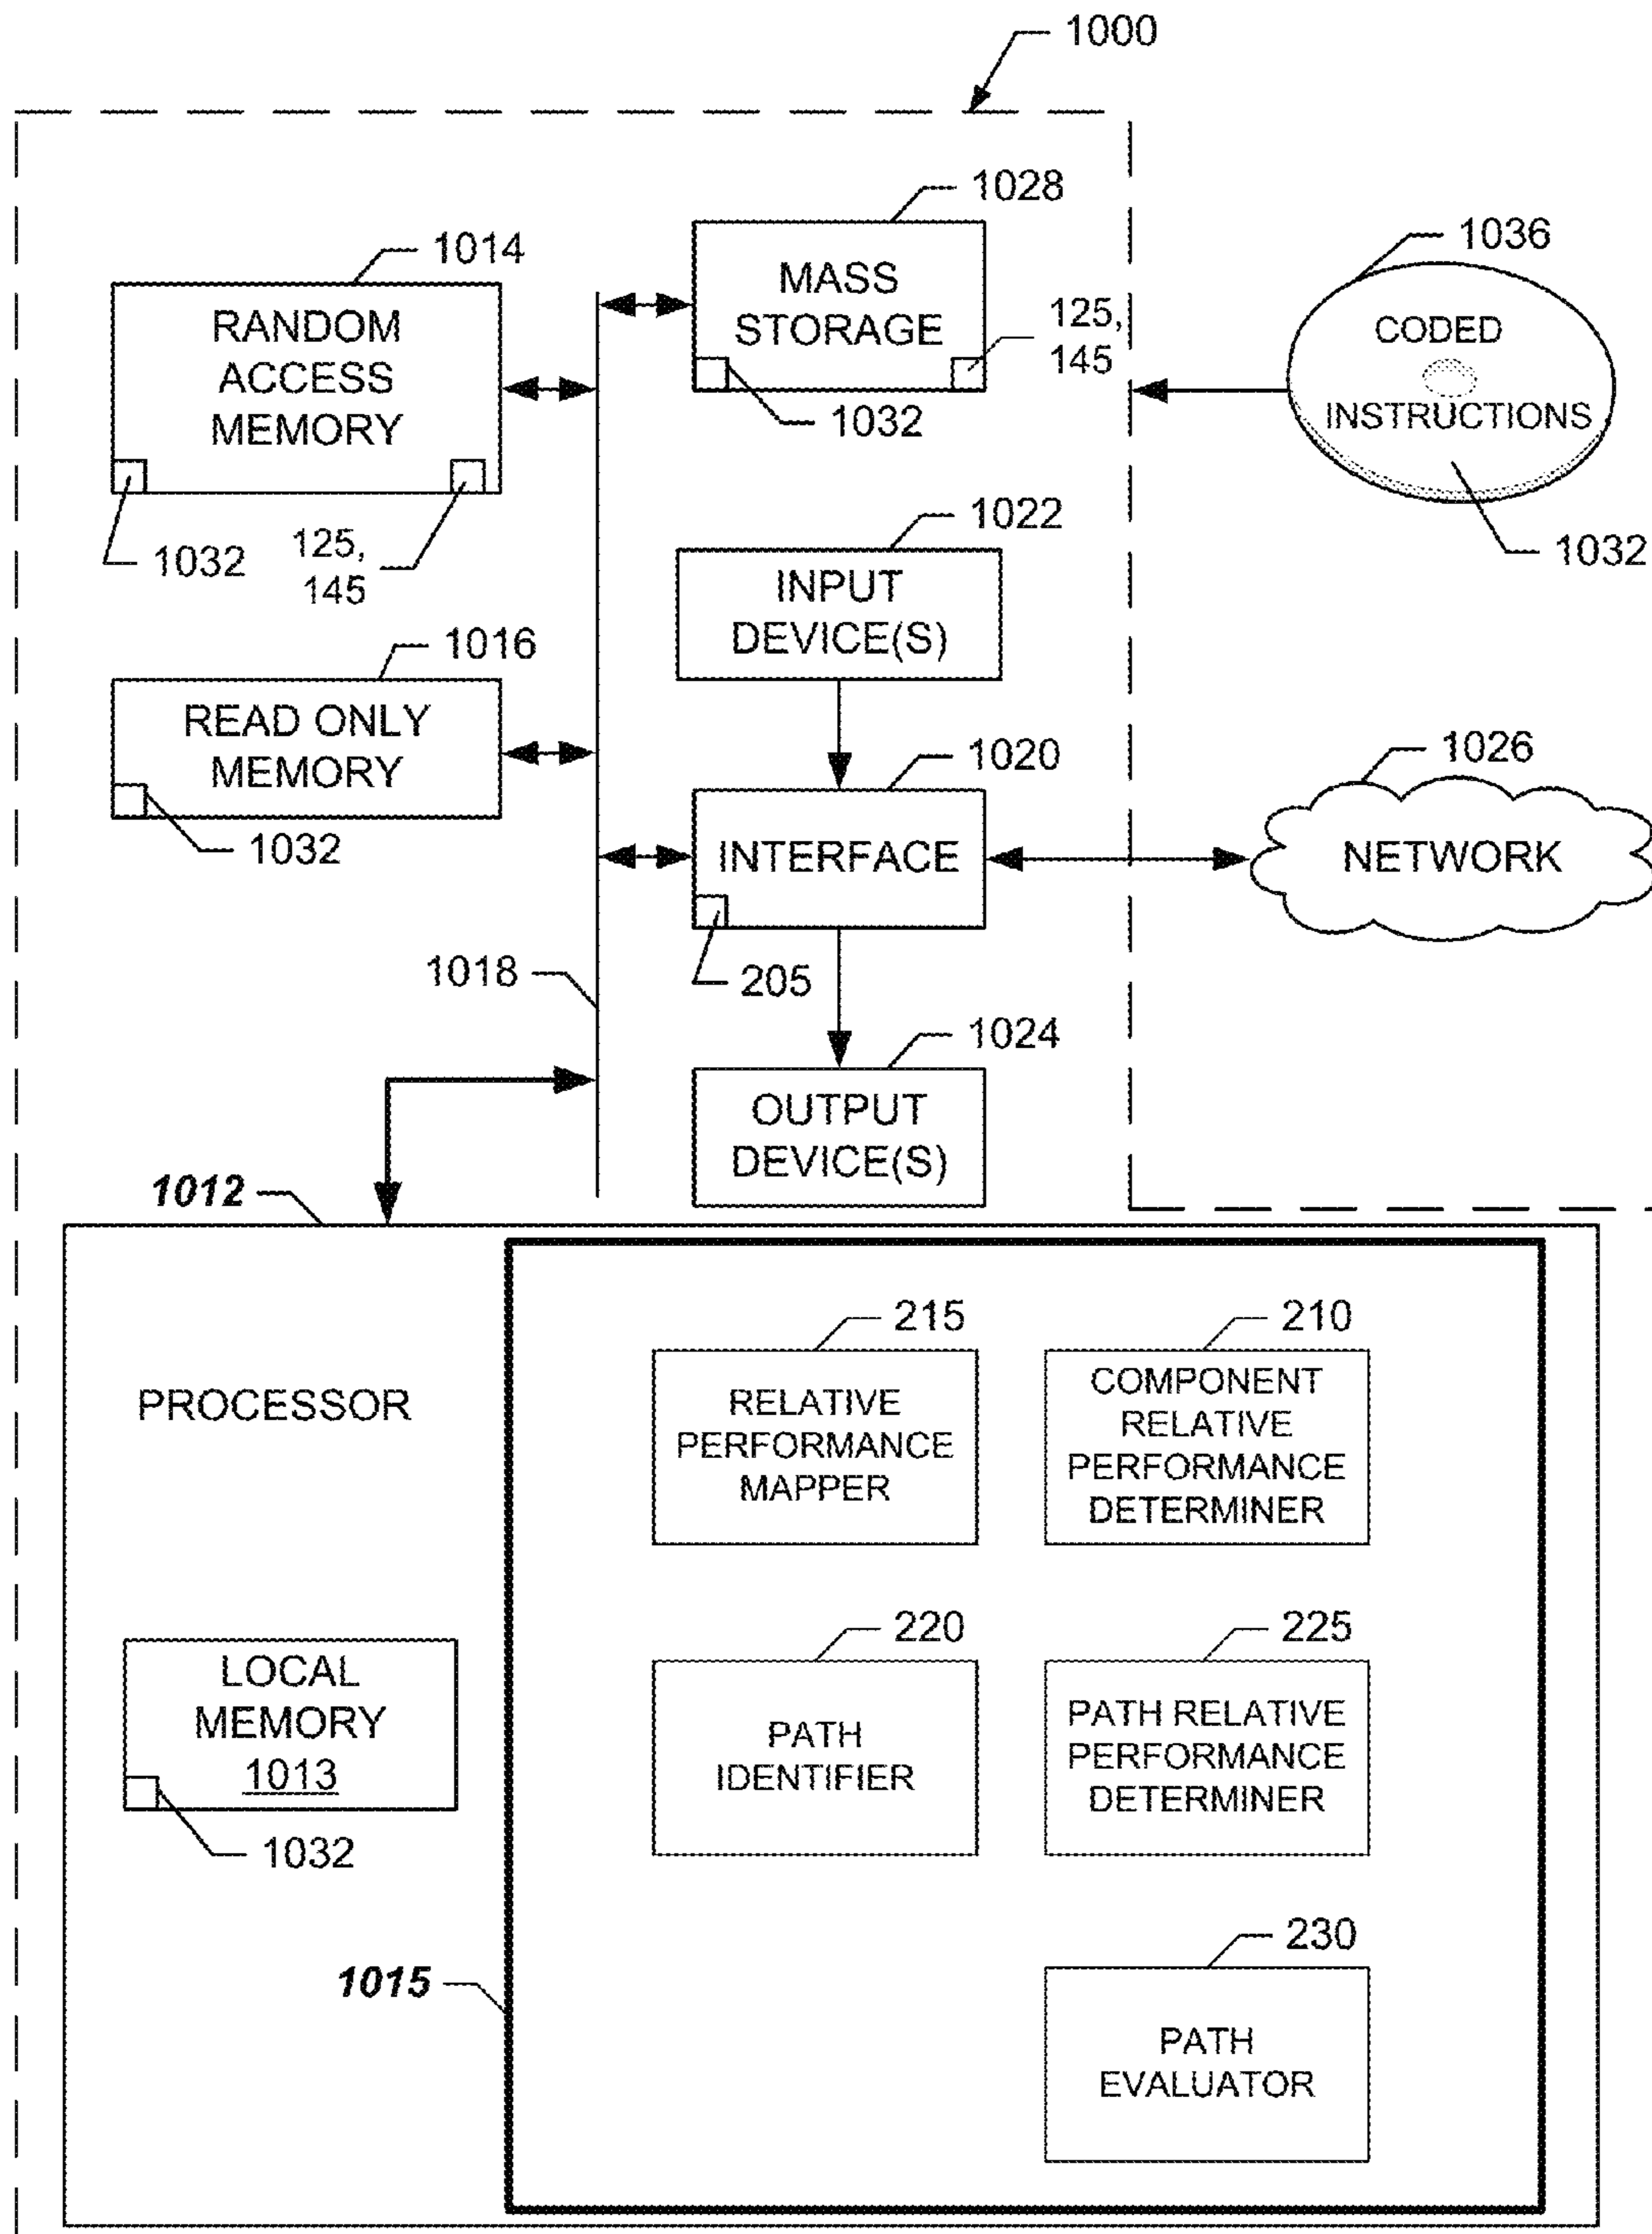 1000
1028
MASS
STORAGE
125,
145
1032
1014
RANDOM
ACCESS
MEMORY
1032
125,
145
1036
CODED
INSTRUCTIONS
1032
1022
INPUT
DEVICE(S)
1016
READ ONLY
MEMORY
1032
1020
INTERFACE
205
1026
NETWORK
1018
1024
OUTPUT
DEVICE(S)
1012
PROCESSOR
215
RELATIVE
PERFORMANCE
MAPPER
210
COMPONENT
RELATIVE
PERFORMANCE
DETERMINER
LOCAL
MEMORY
1013
1032
220
PATH
IDENTIFIER
225
PATH RELATIVE
PERFORMANCE
DETERMINER
1015
230
PATH
EVALUATOR